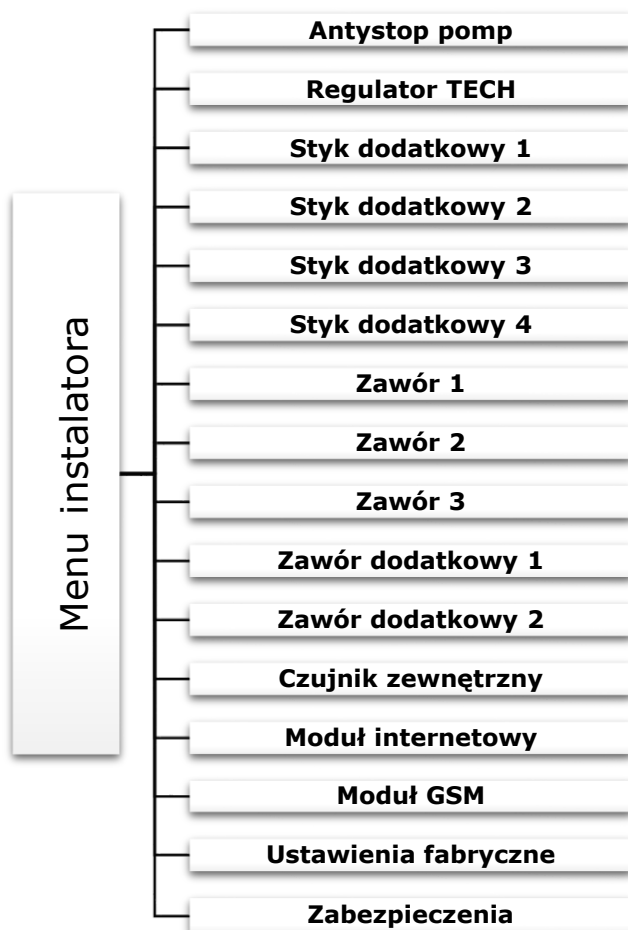 Menu instalatora
Antystop pomp
Regulator TECH
Styk dodatkowy 1
Styk dodatkowy 2
Styk dodatkowy 3
Styk dodatkowy 4
Zawór 1
Zawór 2
Zawór 3
Zawór dodatkowy 1
Zawór dodatkowy 2
Czujnik zewnętrzny
Moduł internetowy
Moduł GSM
Ustawienia fabryczne
Zabezpieczenia